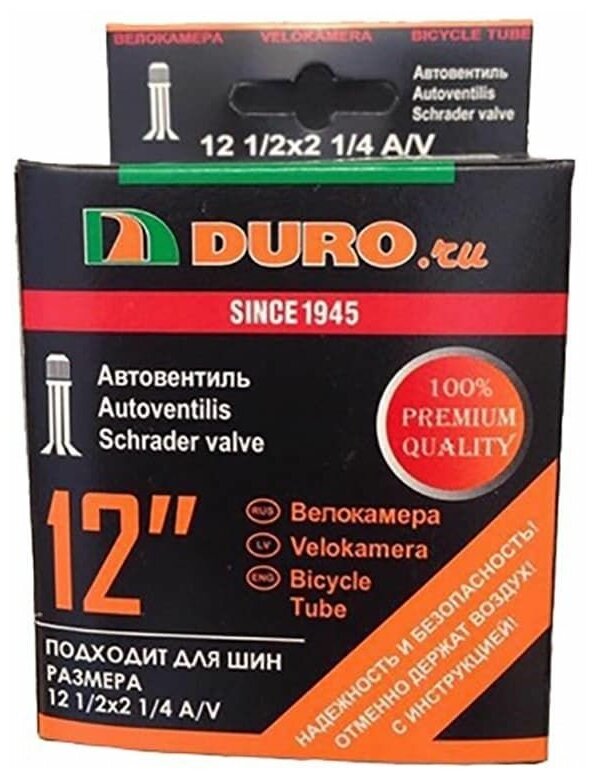 ВЕЛОКАМЕРА VELOKAMERA BICYCLE TUBE
Автовентиль
Autoventilis
Schrader valve
12 1/2x2 1/4 A/V
DURO.ru
SINCE 1945
Автовентиль
Autoventilis
Schrader valve
100%
PREMIUM
QUALITY
12"
RUS Велокамера
LV Velokamera
ENG Bicycle
Tube
ПОДХОДИТ ДЛЯ ШИН
РАЗМЕРА
12 1/2x2 1/4 A/V
НАДЕЖНОСТЬ И БЕЗОПАСНОСТЬ!
ОТМЕННО ДЕРЖАТ ВОЗДУХ!
С ИНСТРУКЦИЕЙ!